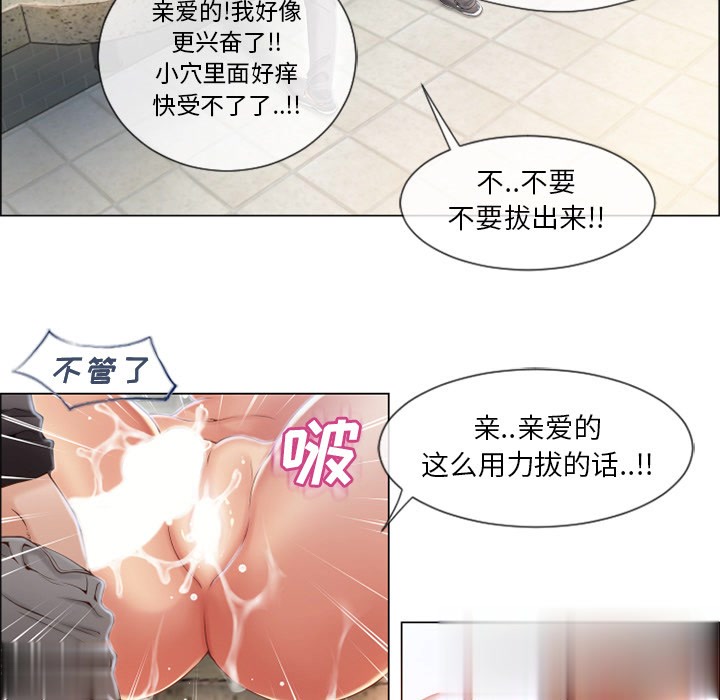 亲爱的!我好像
更兴奋了!!
小穴里面好痒
快受不了了..!!
不..不要
不要拔出来!!
不管了
啵
亲..亲爱的
这么用力拔的话..!!